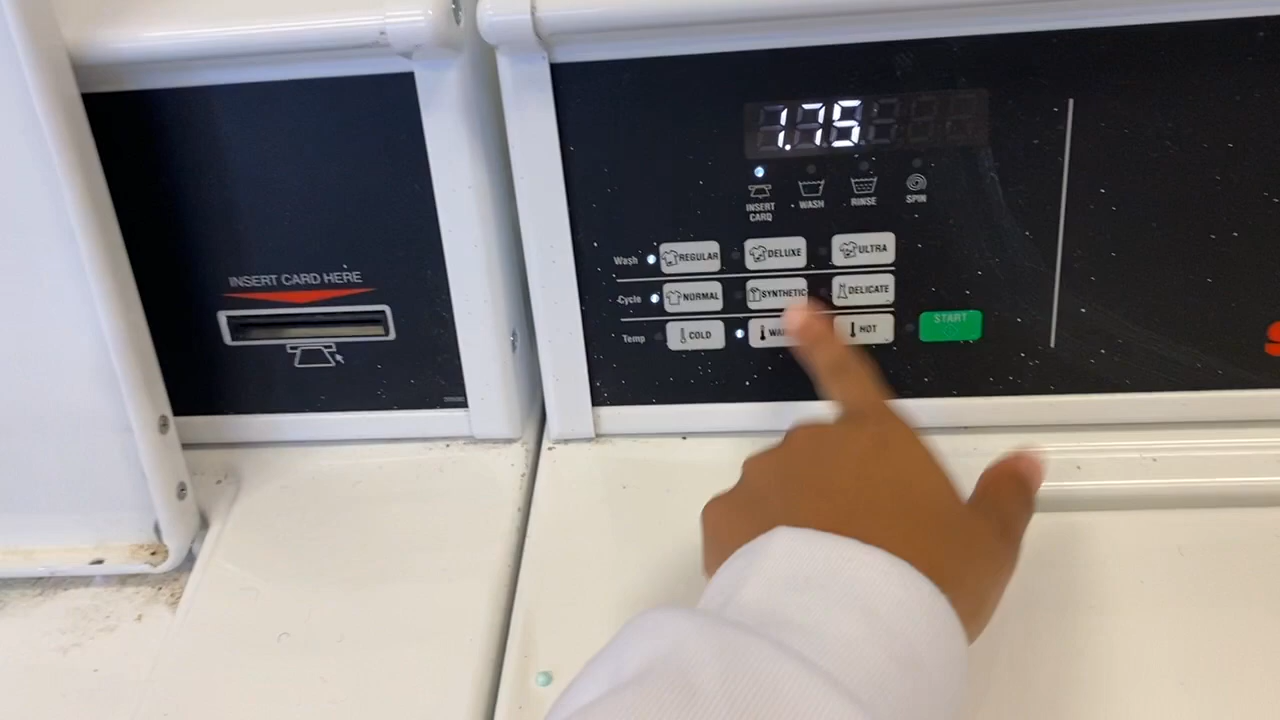 1.75
INSERT
CARD
WASH
RINSE
SPIN
INSERT CARD HERE
Wash REGULAR DELUXE ULTRA
Cycle NORMAL SYNTHETIC DELICATE
Temp COLD HOT
START